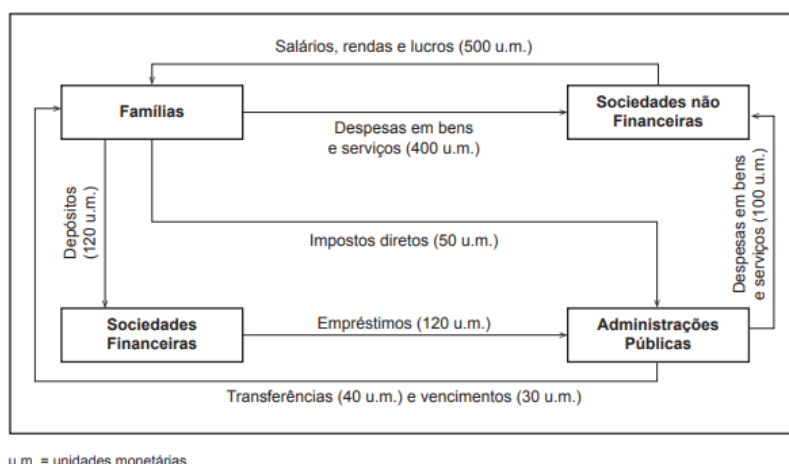 Salários, rendas e lucros (500 u.m.)
Famílias
Sociedades não
Financeiras
Despesas em bens
e serviços (400 u.m.)
Depósitos
(120 u.m.)
Impostos diretos (50 u.m.)
Despesas em bens
e serviços (100 u.m.)
Sociedades
Financeiras
Empréstimos (120 u.m.)
Administrações
Públicas
Transferências (40 u.m.) e vencimentos (30 u.m.)
u.m. = unidades monetárias